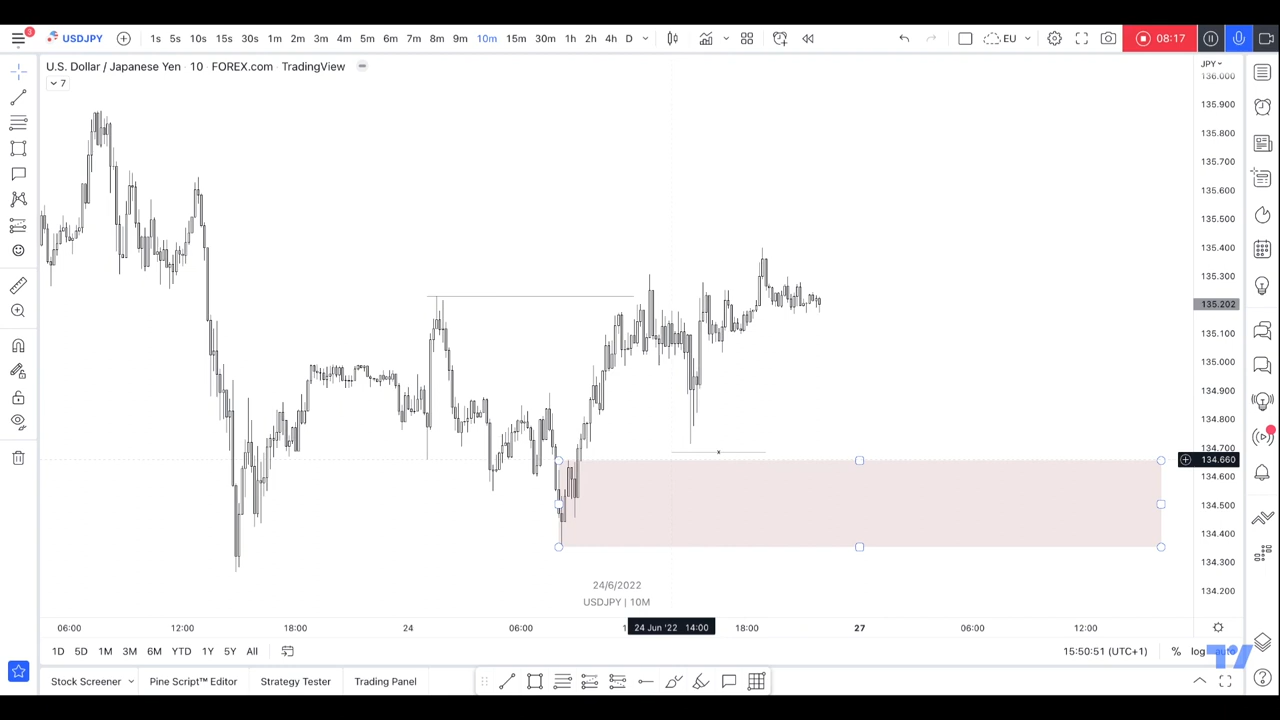 3
USDJPY 1s 5s 10s 15s 30s 1m 2m 3m 4m 5m 6m 7m 8m 9m 10m 15m 30m 1h 2h 4h D EU 08:17
U.S. Dollar / Japanese Yen · 10 · FOREX.com · TradingView
JPY
7
136.000
135.900
135.800
135.700
135.600
135.500
135.400
135.300
135.202
135.100
135.000
134.900
134.800
134.700
x
134.660
134.600
134.500
134.400
134.300
134.200
24/6/2022
USDJPY | 10M
06:00 12:00 18:00 24 06:00 24 Jun '22 14:00 18:00 27 06:00 12:00
1D 5D 1M 3M 6M YTD 1Y 5Y All 15:50:51 (UTC+1) % log auto
Stock Screener Pine Script™ Editor Strategy Tester Trading Panel